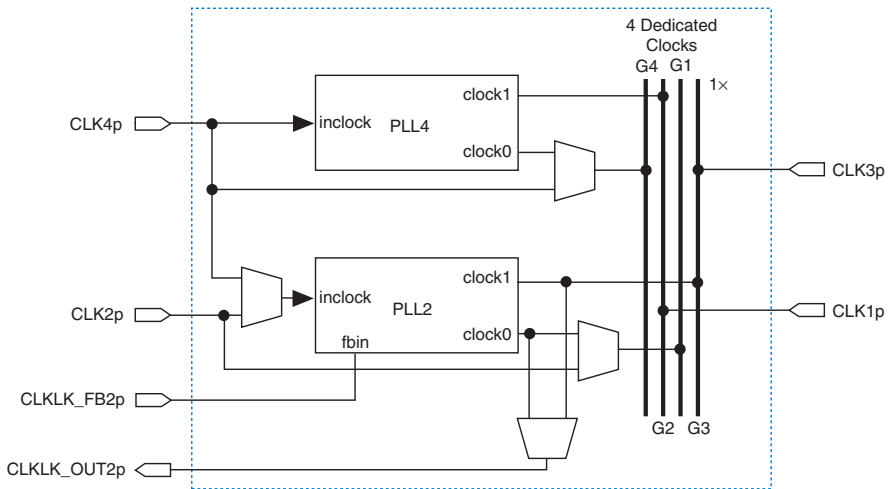 4 Dedicated
Clocks
G4 G1
1×
clock1
CLK4p
inclock
PLL4
clock0
CLK3p
clock1
inclock
CLK2p
PLL2
CLK1p
clock0
fbin
CLKLK_FB2p
G2 G3
CLKLK_OUT2p